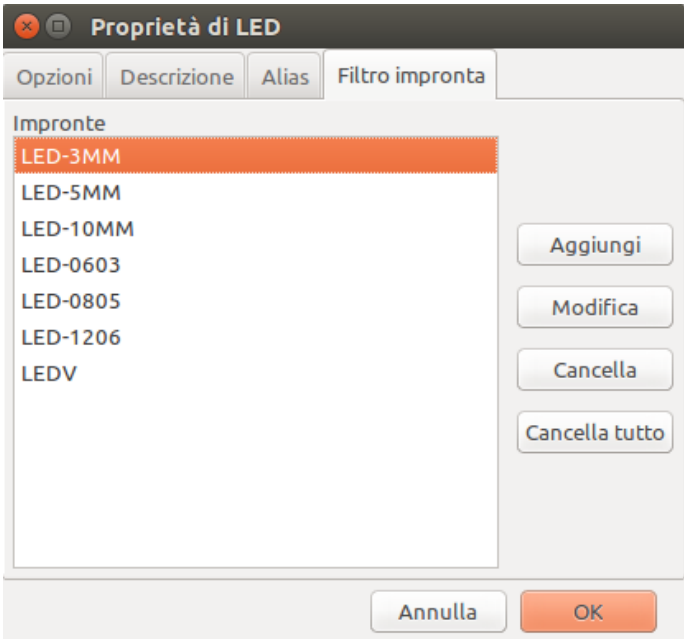 Proprietà di LED
Opzioni Descrizione Alias Filtro impronta
Impronte
LED-3MM
LED-5MM
LED-10MM
LED-0603
LED-0805
LED-1206
LEDV
Aggiungi
Modifica
Cancella
Cancella tutto
Annulla OK